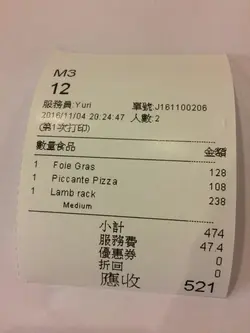 M3
12
服務員:Yuri 單號:J161100206
2016/11/04 20:24:47 人數:2
(第1次打印)
數量食品 金額
1 Foie Gras 128
1 Piccante Pizza 108
1 Lamb rack 238
Medium
小計 474
服務費 47.4
優惠券 0
折回 0
應收 521